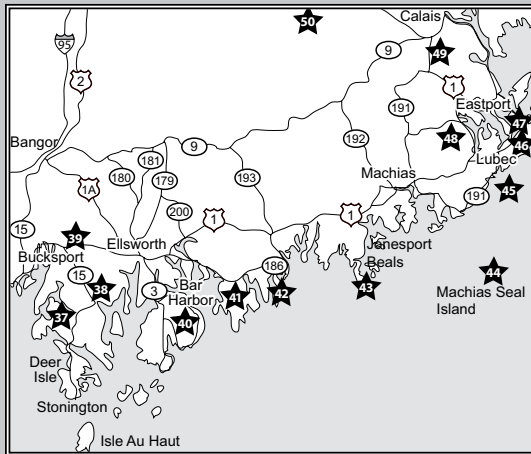 50
Calais
95
9
49
2
1
191
Eastport
47
Bangor
9
192
48
46
181
Lubec
1A
180
179
193
Machias
45
200
1
1
191
15
39
Ellsworth
Jonesport
Bucksport
Beals
186
44
15
38
3
Bar
Harbor
41
42
43
Machias Seal
Island
37
40
Deer
Isle
Stonington
Isle Au Haut